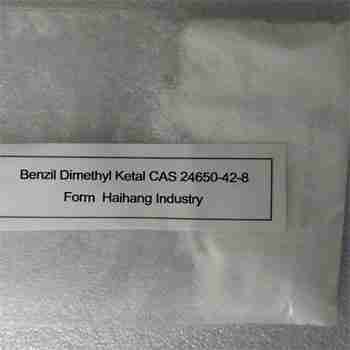 Benzil Dimethyl Ketal CAS 24650-42-8
Form Haihang Industry